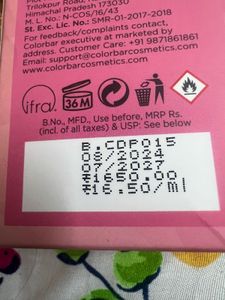 Trilokpur Road,
Himachal Pradesh 173030
M. L. No.: N-COS/16/43
St. Exc. Lic. No.: SMR-01-2017-2018
For feedback/complaints contact,
Colorbar executive at marketed by
address. Customer Care: +91 9871861861
Email: support@colorbarcosmetics.com
www.colorbarcosmetics.com
ifra
36M
B.No., MFD., Use before, MRP Rs.
(incl. of all taxes) & USP: See below
B.CDP015
08/2024
07/2027
₹1650.00
₹16.50/ml